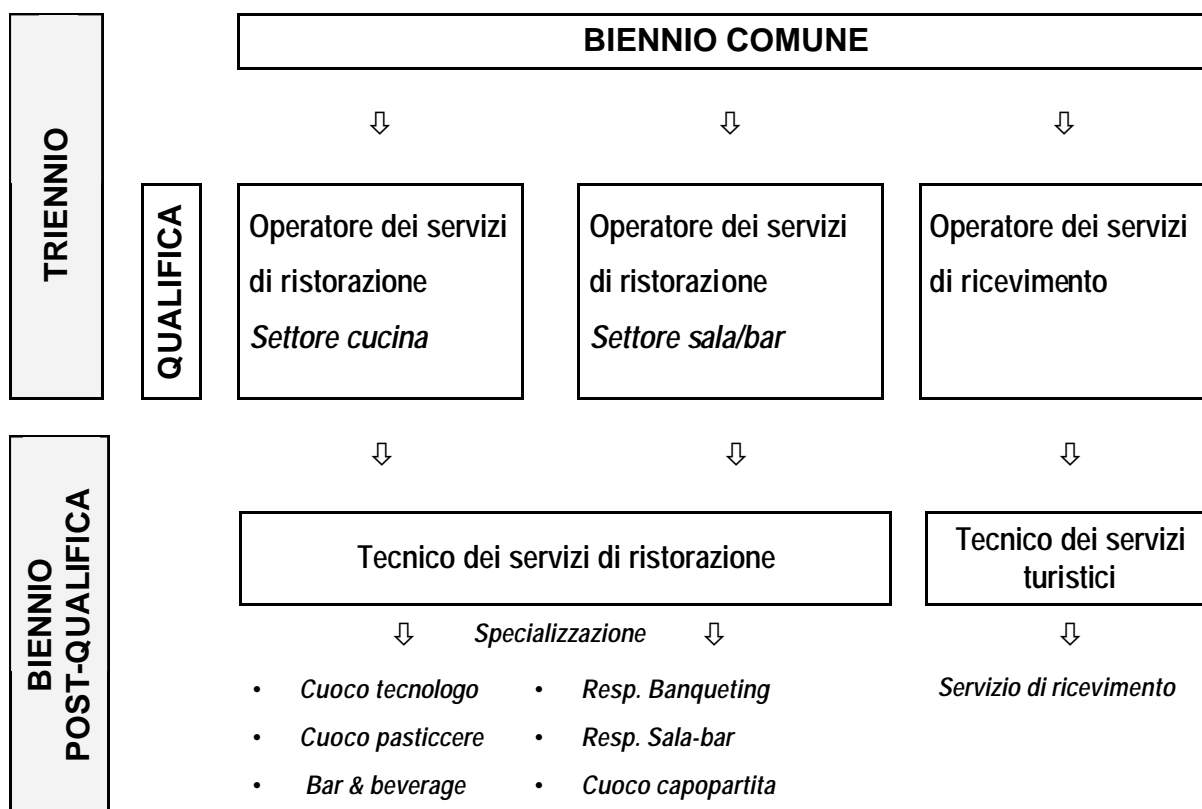 BIENNIO COMUNE
TRIENNIO
QUALIFICA
Operatore dei servizi
di ristorazione
Settore cucina
Operatore dei servizi
di ristorazione
Settore sala/bar
Operatore dei servizi
di ricevimento
BIENNIO
POST-QUALIFICA
Tecnico dei servizi di ristorazione
Tecnico dei servizi
turistici
Specializzazione
• Cuoco tecnologo
• Cuoco pasticcere
• Bar & beverage
• Resp. Banqueting
• Resp. Sala-bar
• Cuoco capopartita
Servizio di ricevimento